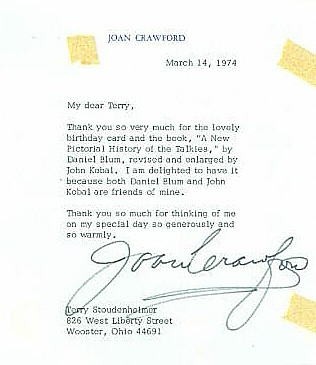 JOAN CRAWFORD
March 14, 1974
My dear Terry,
Thank you so very much for the lovely
birthday card and the book, "A New
Pictorial History of the Talkies," by
Daniel Blum, revised and enlarged by
John Kobal. I am delighted to have it
because both Daniel Blum and John
Kobal are friends of mine.
Thank you so much for thinking of me
on my special day so generously and
so warmly.
Joan Crawford
Terry Stoudenheimer
826 West Liberty Street
Wooster, Ohio 44691